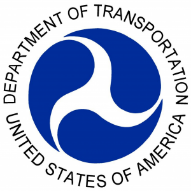 DEPARTMENT OF TRANSPORTATION
UNITED STATES OF AMERICA